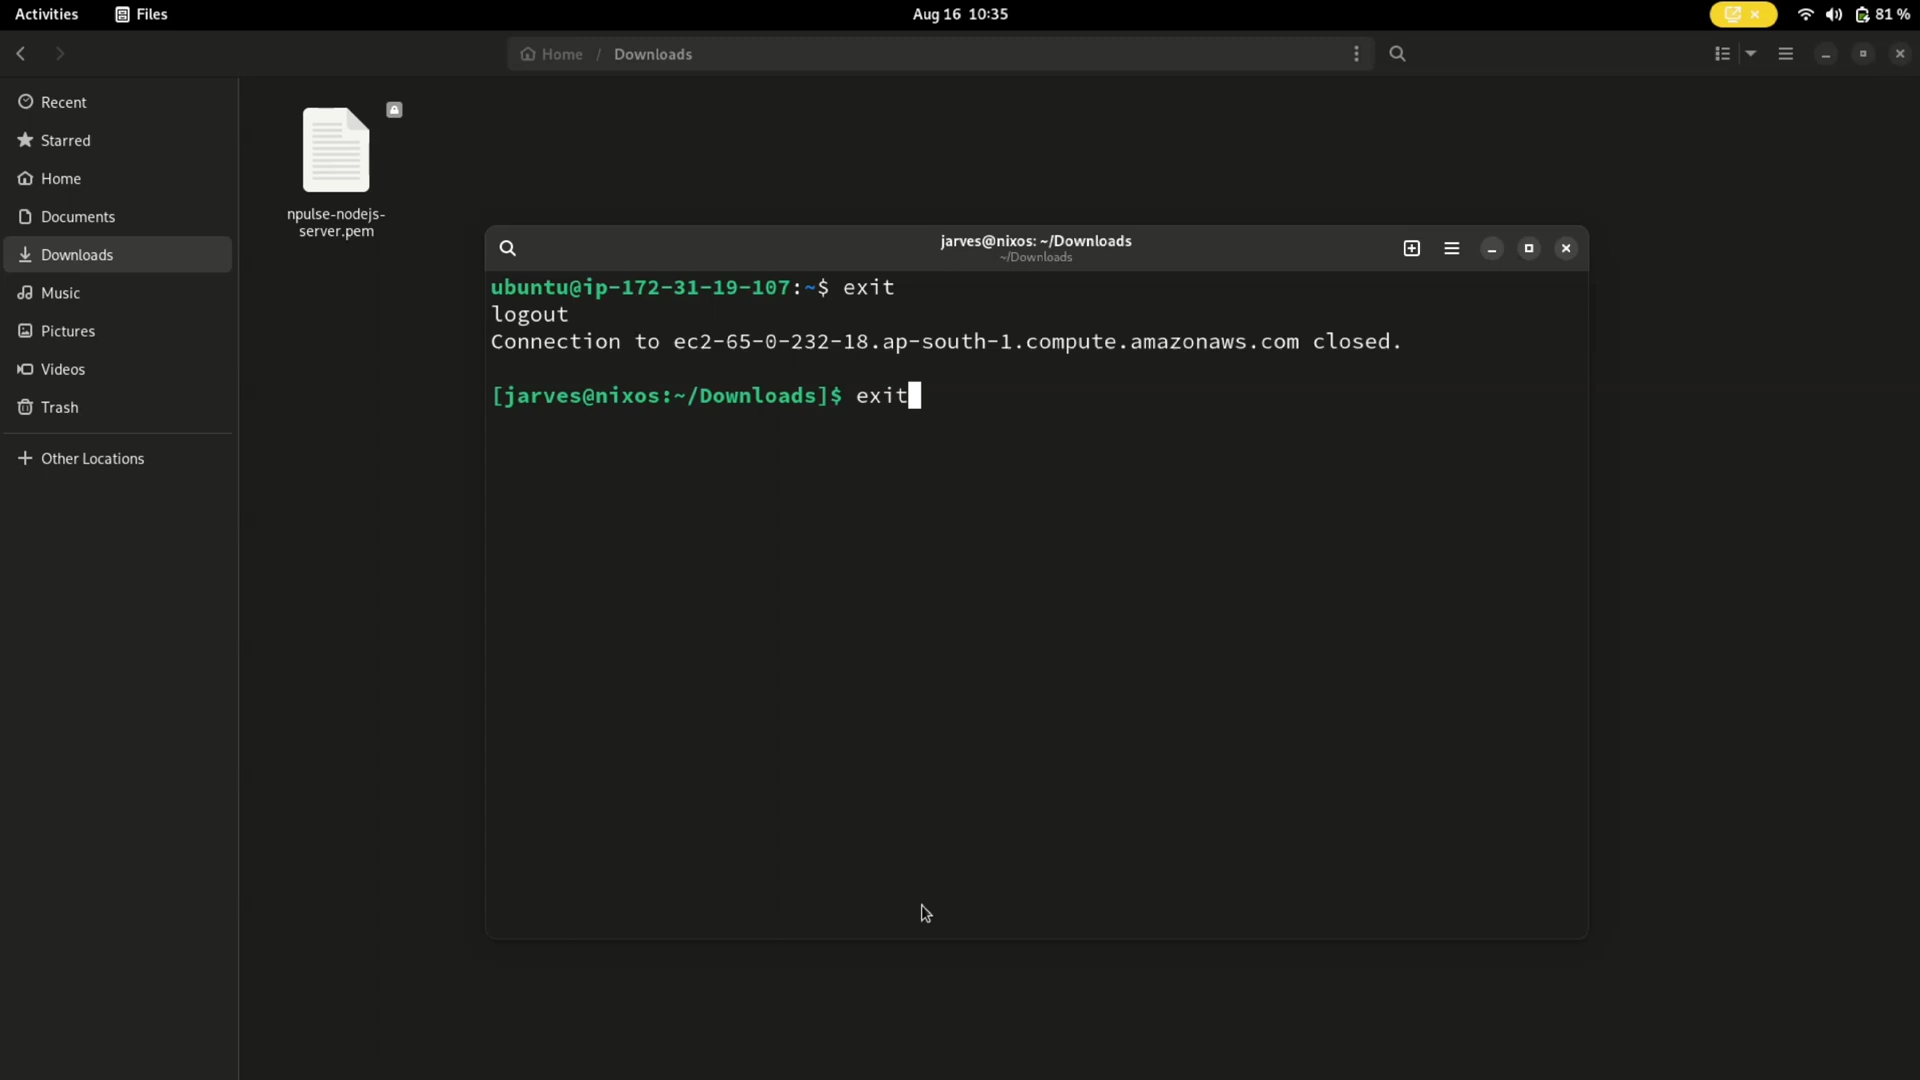 Activities
Files
Aug 16 10:35
81 %
Home / Downloads
Recent
Starred
Home
Documents
Downloads
Music
Pictures
Videos
Trash
Other Locations
npulse-nodejs-
server.pem
jarves@nixos: ~/Downloads
~/Downloads
ubuntu@ip-172-31-19-107:~$ exit
logout
Connection to ec2-65-0-232-18.ap-south-1.compute.amazonaws.com closed.
[jarves@nixos:~/Downloads]$ exit